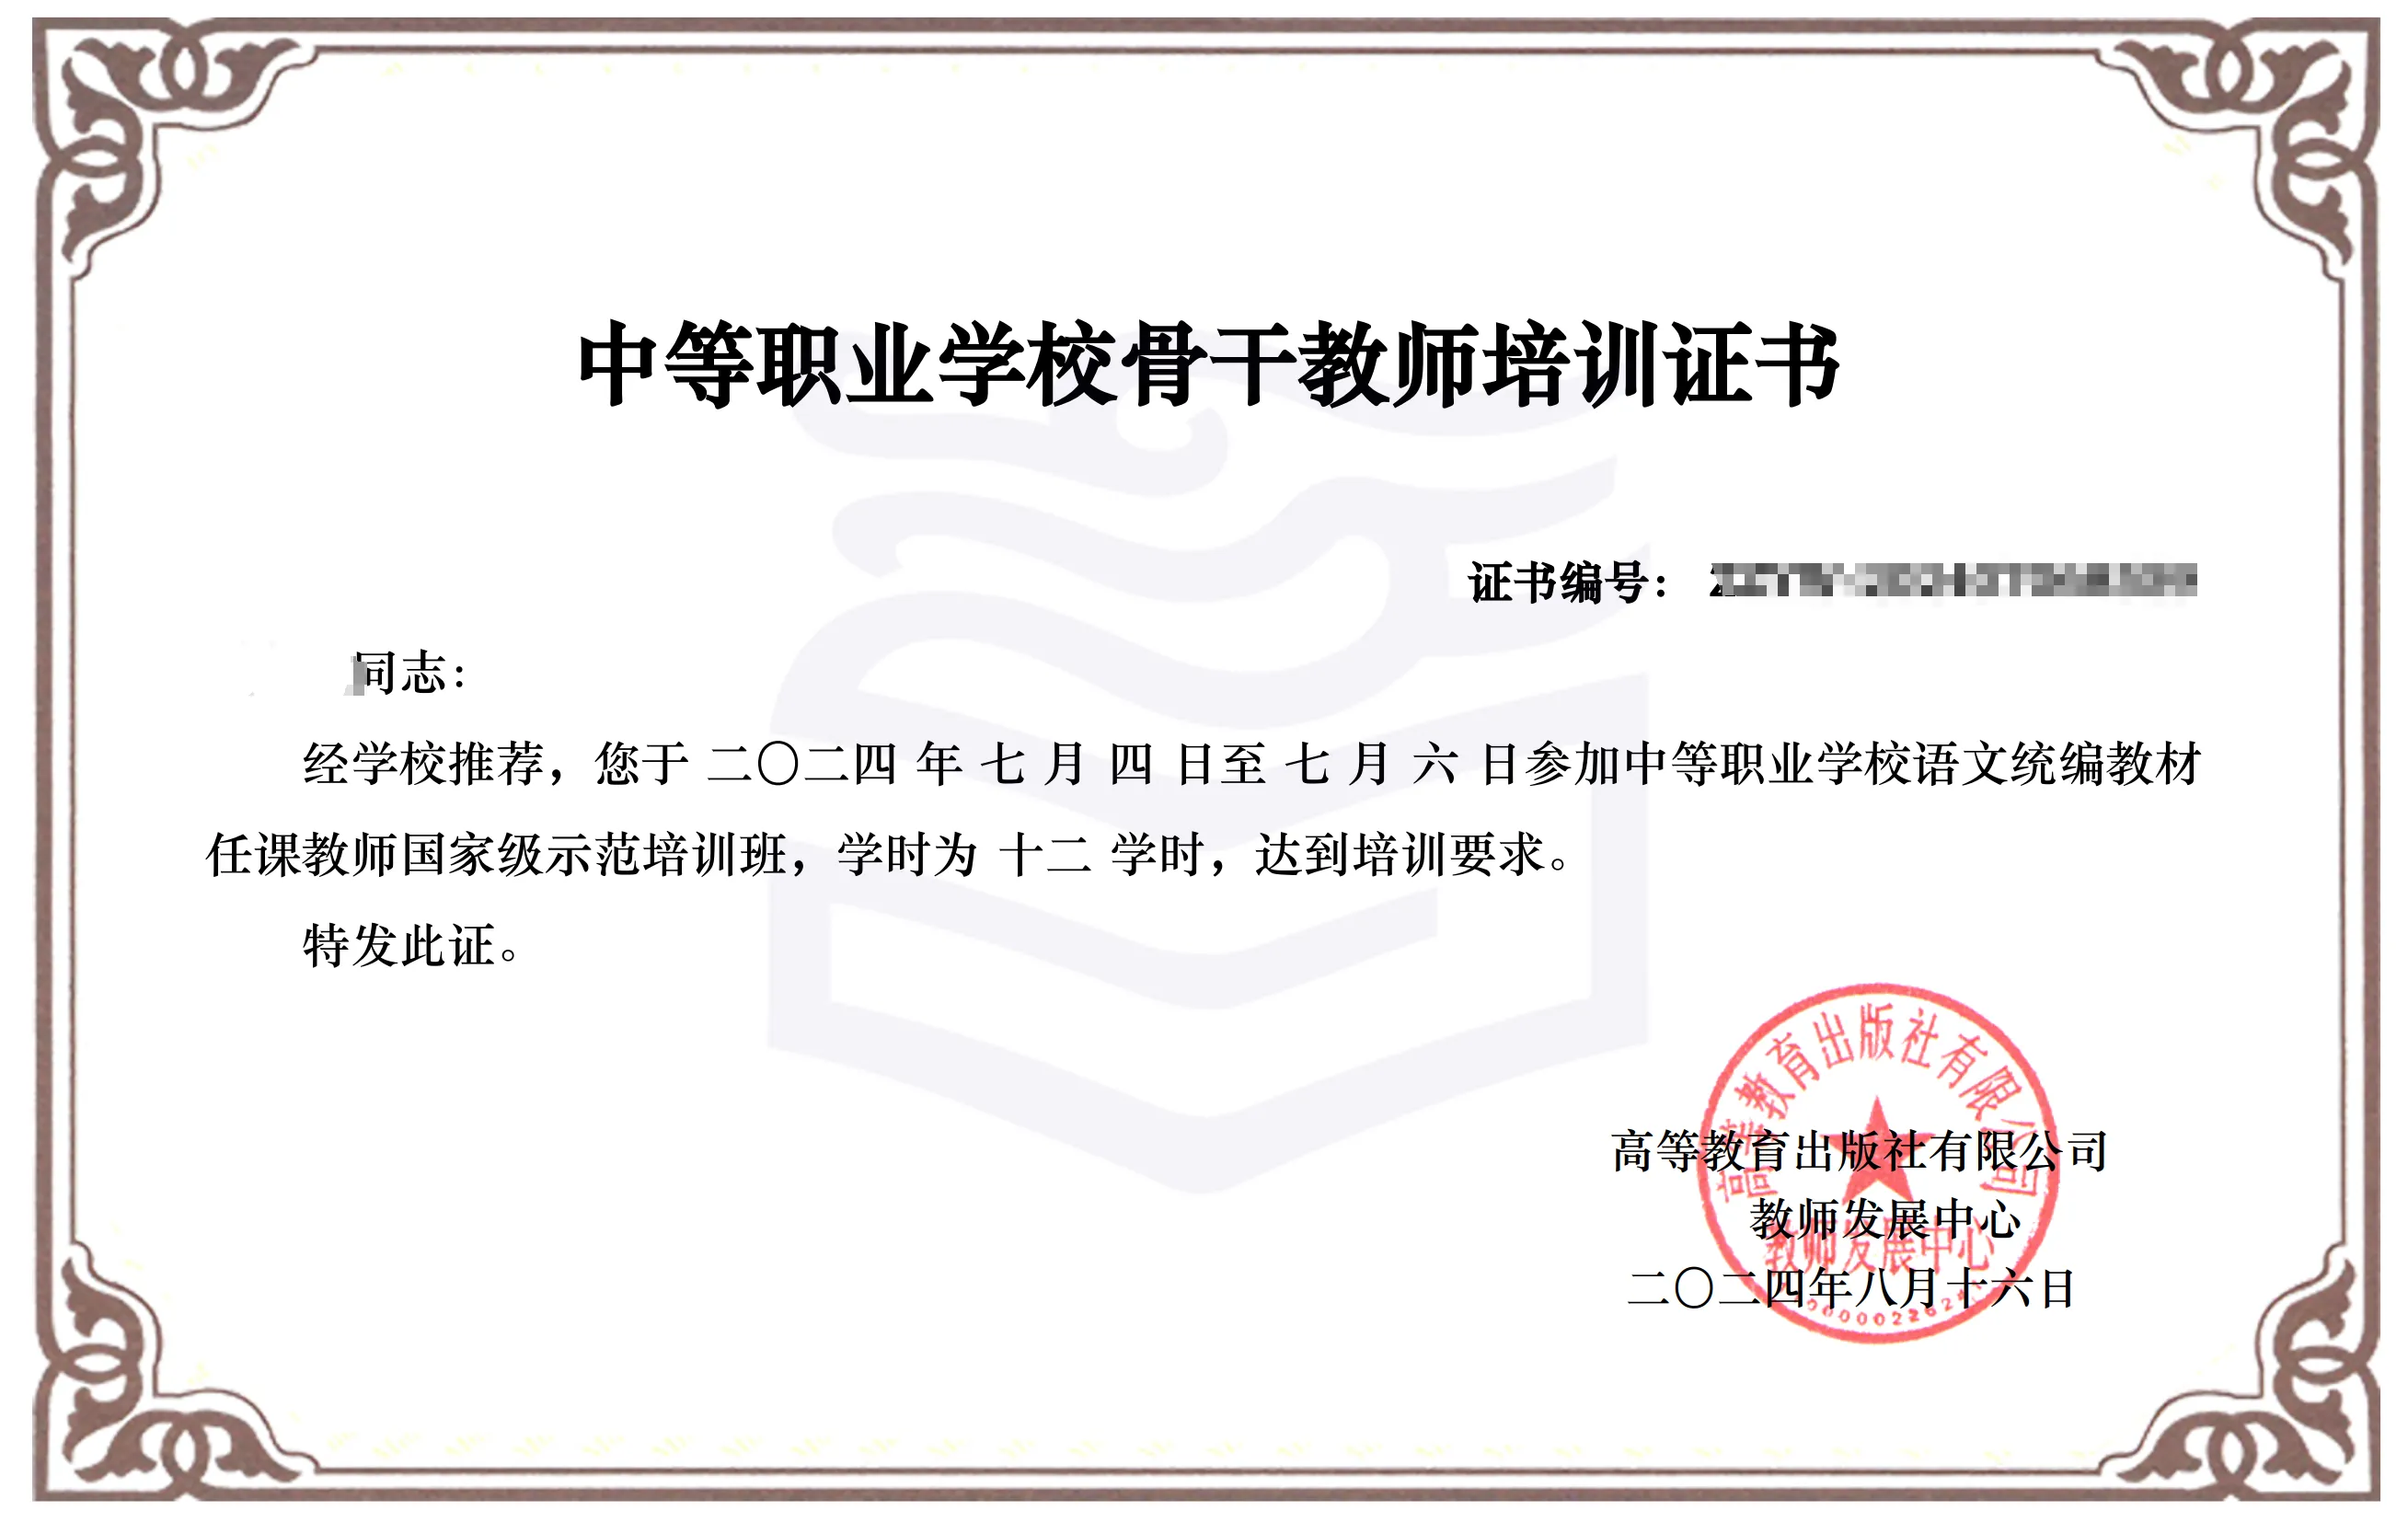 中等职业学校骨干教师培训证书
证书编号：
同志：
经学校推荐，您于 二〇二四 年 七 月 四 日至 七 月 六 日参加中等职业学校语文统编教材
任课教师国家级示范培训班，学时为 十二 学时，达到培训要求。
特发此证。
高等教育出版社有限公司
高等教育出版社有限公司
教师发展中心
教师发展中心
二〇二四年八月十六日